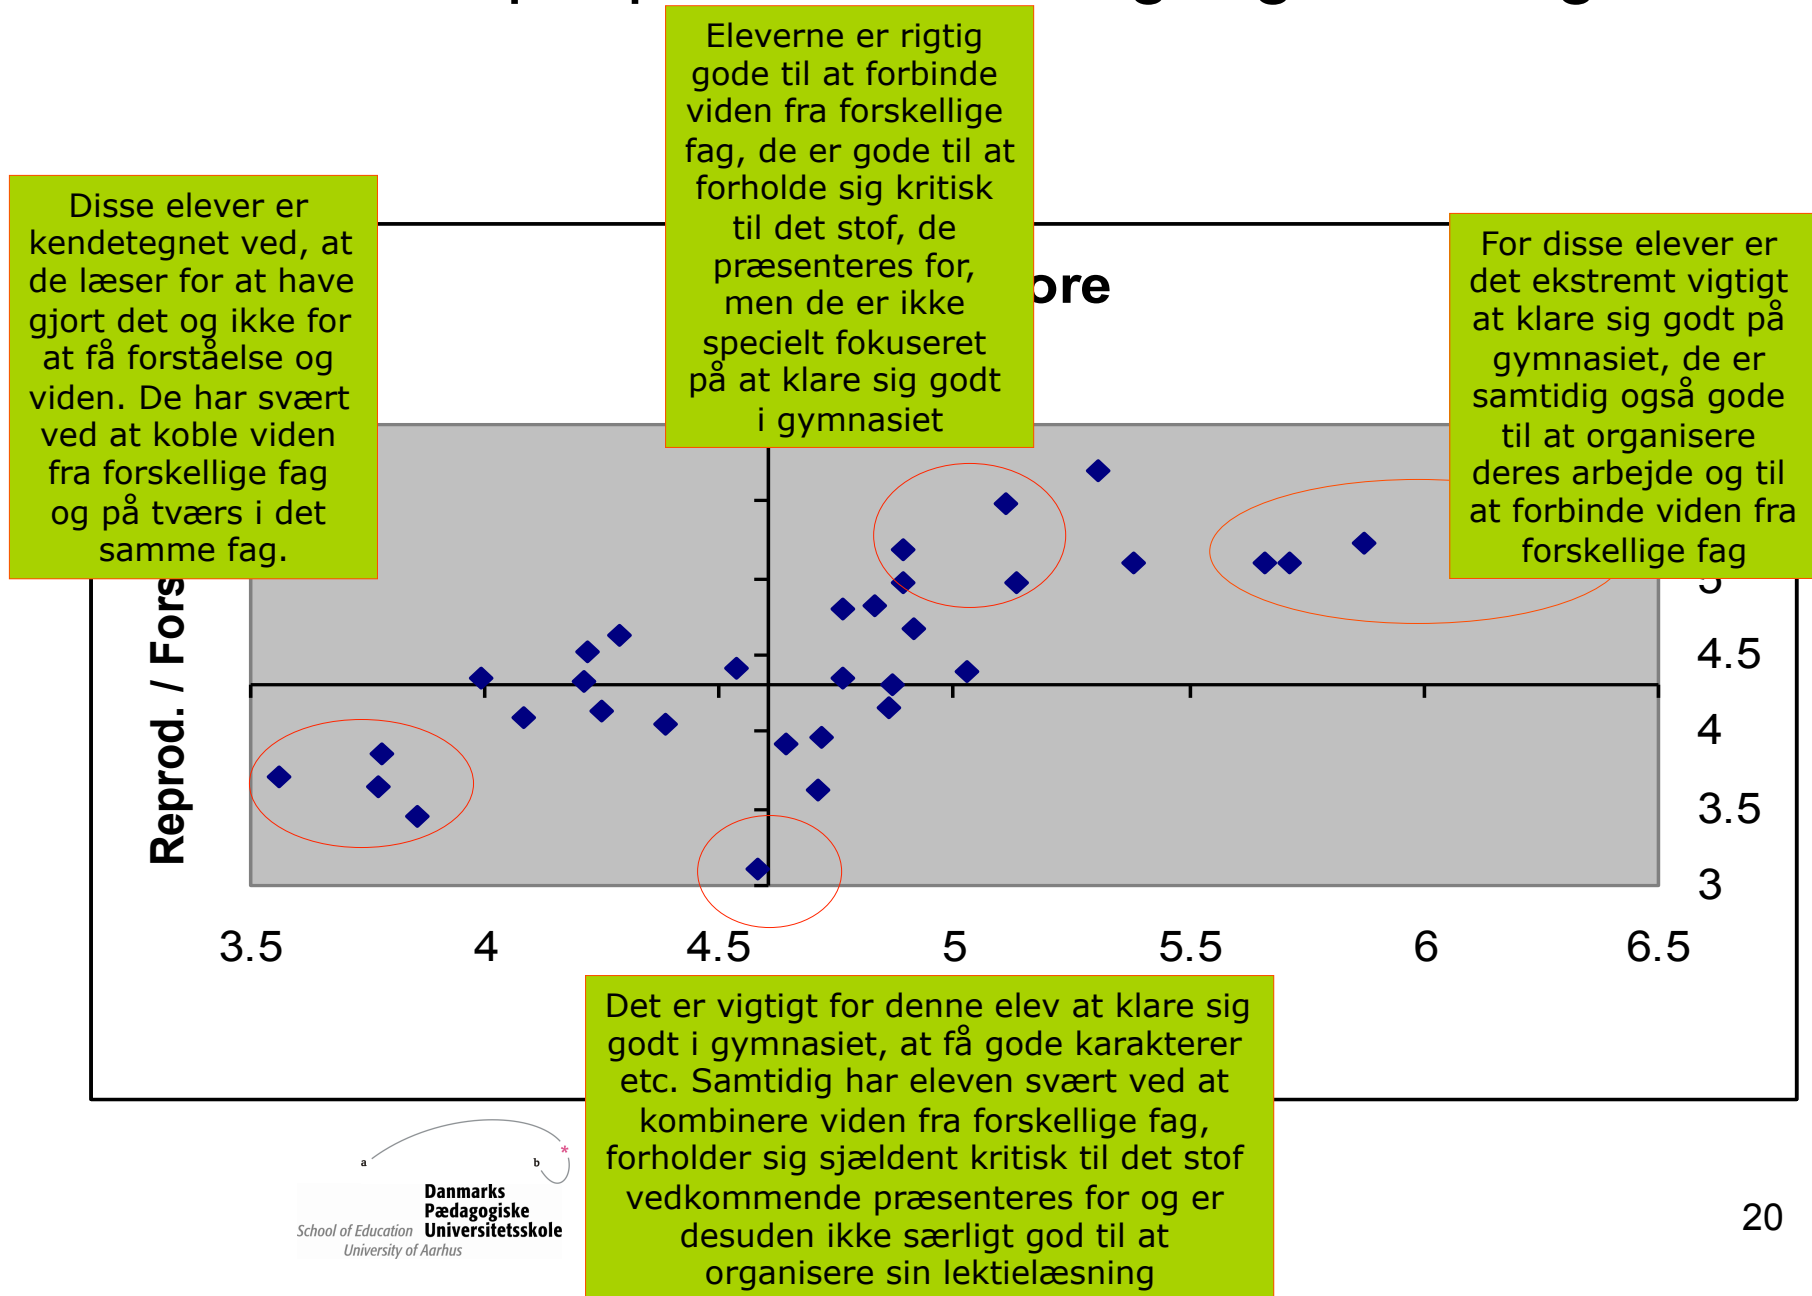 Eleverne er rigtig
gode til at forbinde
viden fra forskellige
fag, de er gode til at
forholde sig kritisk
til det stof, de
præsenteres for,
men de er ikke
specielt fokuseret
på at klare sig godt
i gymnasiet
Disse elever er
kendetegnet ved, at
de læser for at have
gjort det og ikke for
at få forståelse og
viden. De har svært
ved at koble viden
fra forskellige fag
og på tværs i det
samme fag.
For disse elever er
det ekstremt vigtigt
at klare sig godt på
gymnasiet, de er
samtidig også gode
til at organisere
deres arbejde og til
at forbinde viden fra
forskellige fag
ore
Reprod. / Fors
5
4.5
4
3.5
3
3.5 4 4.5 5 5.5 6 6.5
Det er vigtigt for denne elev at klare sig
godt i gymnasiet, at få gode karakterer
etc. Samtidig har eleven svært ved at
kombinere viden fra forskellige fag,
forholder sig sjældent kritisk til det stof
vedkommende præsenteres for og er
desuden ikke særligt god til at
organisere sin lektielæsning
a
b
*
Danmarks
Pædagogiske
School of Education Universitetsskole
University of Aarhus
20